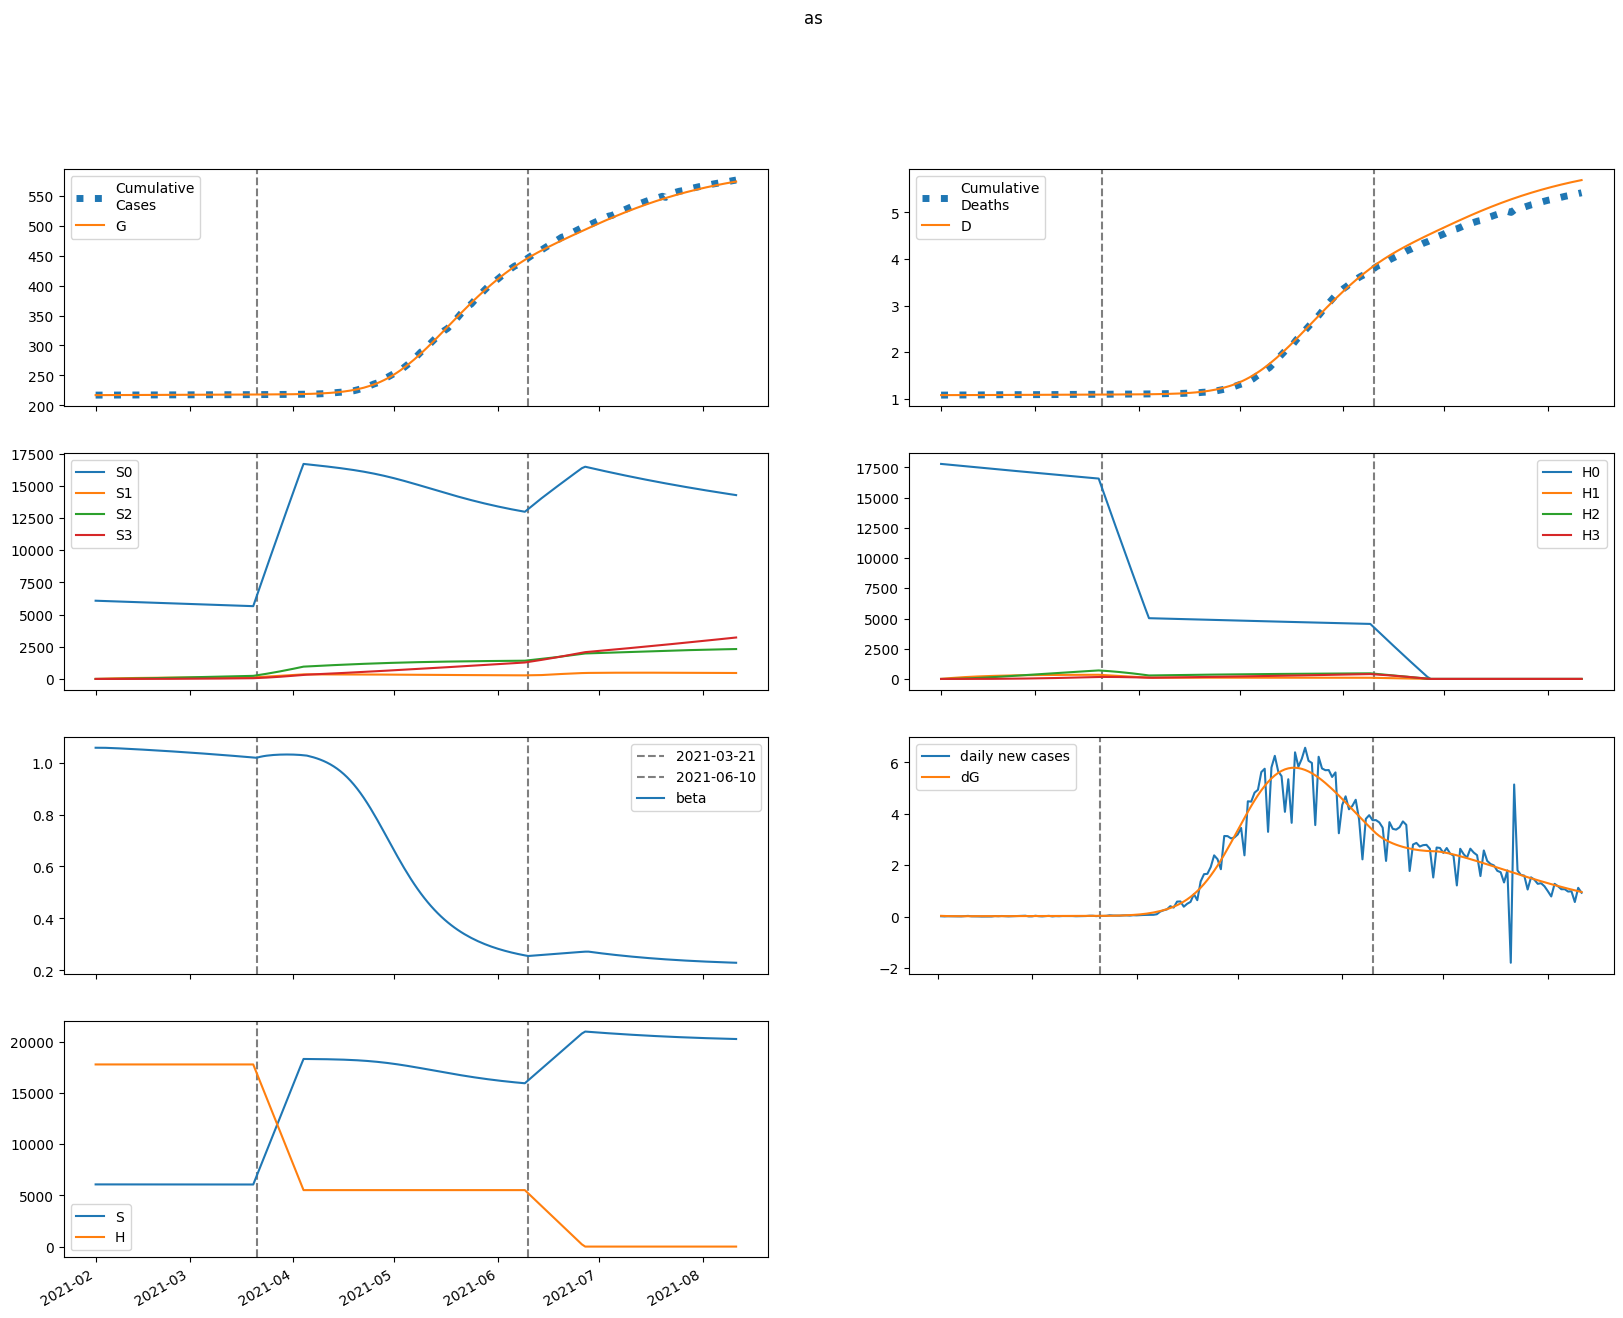 as
Cumulative
Cases
G
550
500
450
400
350
300
250
200
Cumulative
Deaths
D
5
4
3
2
1
S0
S1
S2
S3
17500
15000
12500
10000
7500
5000
2500
0
H0
H1
H2
H3
17500
15000
12500
10000
7500
5000
2500
0
2021-03-21
2021-06-10
beta
1.0
0.8
0.6
0.4
0.2
daily new cases
dG
6
4
2
0
−2
20000
15000
10000
5000
0
S
H
2021-02
2021-03
2021-04
2021-05
2021-06
2021-07
2021-08